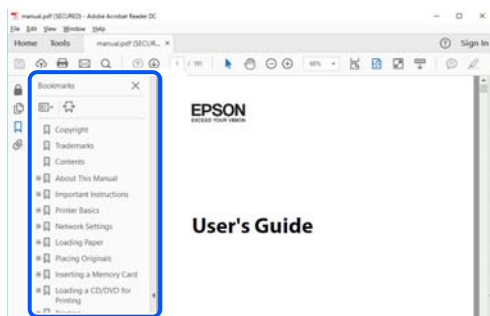 manual.pdf (SECURED) - Adobe Acrobat Reader DC
File Edit View Window Help
Home Tools manual.pdf (SECUR... ×
Sign In
1 / 191
Bookmarks
EPSON
EXCEED YOUR VISION
Copyright
Trademarks
Contents
About This Manual
Important Instructions
Printer Basics
Network Settings
User's Guide
Loading Paper
Placing Originals
Inserting a Memory Card
Loading a CD/DVD for
Printing